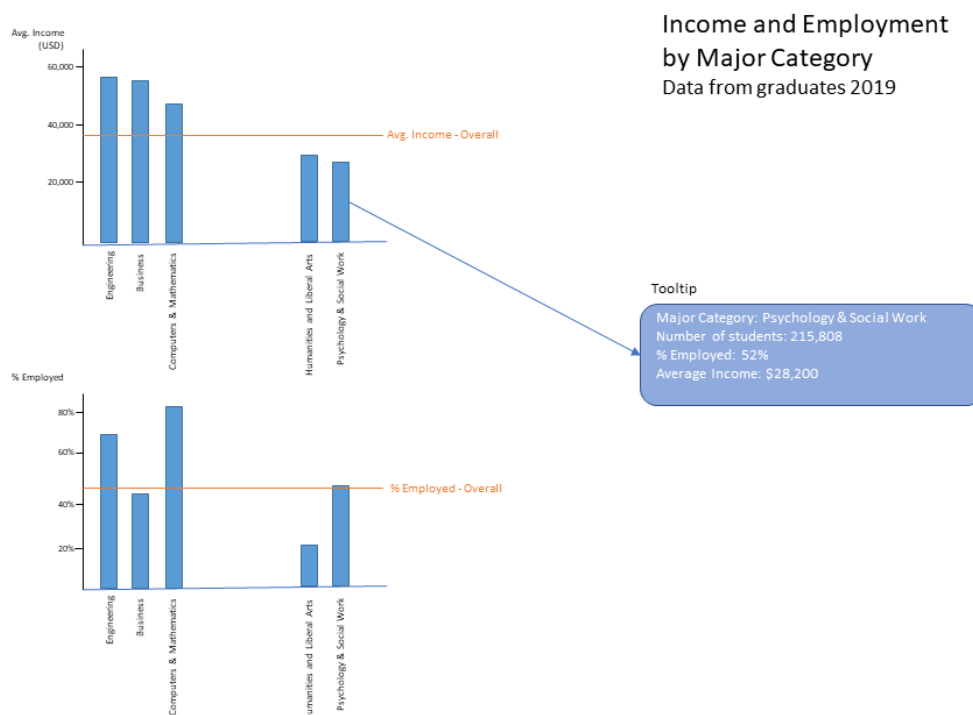 Income and Employment
by Major Category
Data from graduates 2019
Avg. Income
(USD)
60,000
40,000
20,000
Avg. Income - Overall
Engineering
Business
Computers & Mathematics
Humanities and Liberal Arts
Psychology & Social Work
Tooltip
Major Category: Psychology & Social Work
Number of students: 215,808
% Employed: 52%
Average Income: $28,200
% Employed
80%
60%
40%
20%
% Employed - Overall
Engineering
Business
Computers & Mathematics
umanities and Liberal Arts
Psychology & Social Work